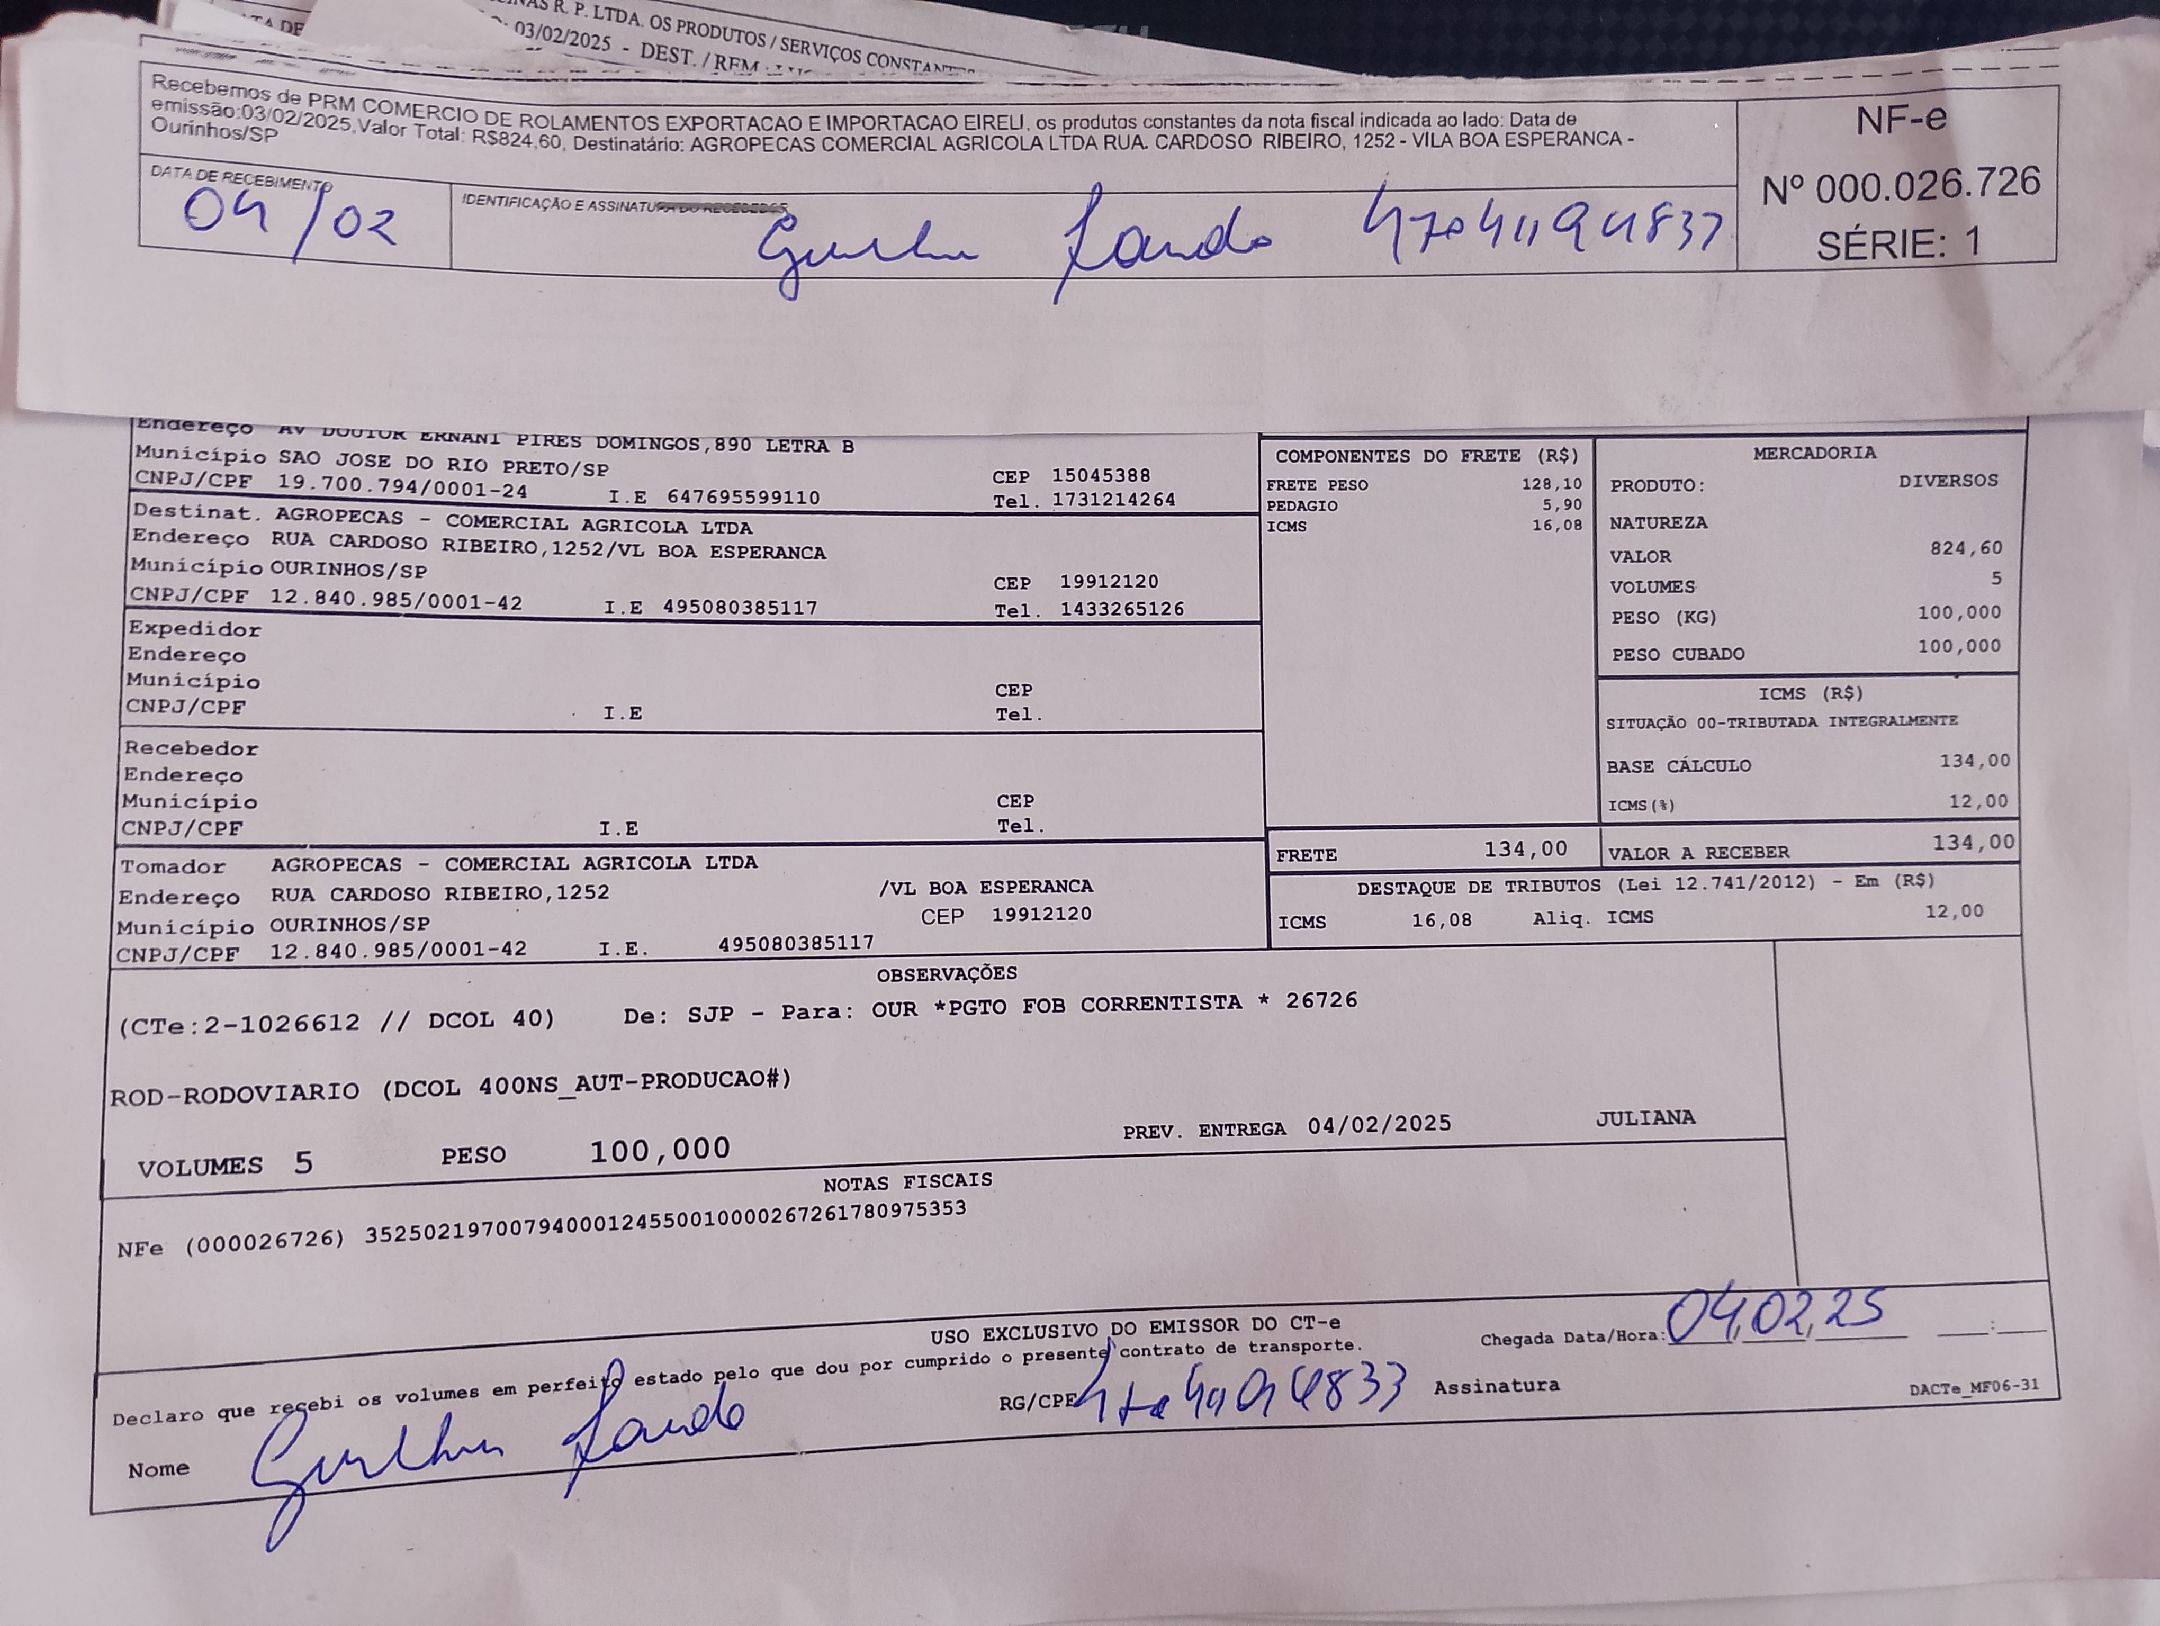 R. P. LTDA. OS PRODUTOS / SERVIÇOS
03/02/2025 - DEST. / REM
Recebemos de PRM COMERCIO DE ROLAMENTOS EXPORTACAO E IMPORTACAO EIRELI, os produtos constantes da nota fiscal indicada ao lado: Data de
emissão:03/02/2025,Valor Total: R$824,60, Destinatário: AGROPECAS COMERCIAL AGRICOLA LTDA RUA. CARDOSO RIBEIRO, 1252 - VILA BOA ESPERANCA -
Ourinhos/SP
NF-e
Nº 000.026.726
SÉRIE: 1
DATA DE RECEBIMENTO
04/02
IDENTIFICAÇÃO E ASSINATURA DO RECEBEDOR
Endereço AV DOUTOR ERNANI PIRES DOMINGOS,890 LETRA B
Município SAO JOSE DO RIO PRETO/SP CEP 15045388
CNPJ/CPF 19.700.794/0001-24 I.E 647695599110 Tel. 1731214264
Destinat. AGROPECAS - COMERCIAL AGRICOLA LTDA
Endereço RUA CARDOSO RIBEIRO,1252/VL BOA ESPERANCA
Município OURINHOS/SP CEP 19912120
CNPJ/CPF 12.840.985/0001-42 I.E 495080385117 Tel. 1433265126
Expedidor
Endereço
Município CEP
CNPJ/CPF I.E Tel.
Recebedor
Endereço
Município CEP
CNPJ/CPF I.E Tel.
Tomador AGROPECAS - COMERCIAL AGRICOLA LTDA
Endereço RUA CARDOSO RIBEIRO,1252 /VL BOA ESPERANCA
Município OURINHOS/SP CEP 19912120
CNPJ/CPF 12.840.985/0001-42 I.E. 495080385117
COMPONENTES DO FRETE (R$)
FRETE PESO 128,10
PEDAGIO 5,90
ICMS 16,08
MERCADORIA
PRODUTO: DIVERSOS
NATUREZA
VALOR 824,60
VOLUMES 5
PESO (KG) 100,000
PESO CUBADO 100,000
ICMS (R$)
SITUAÇÃO 00-TRIBUTADA INTEGRALMENTE
BASE CÁLCULO 134,00
ICMS(%) 12,00
FRETE 134,00 VALOR A RECEBER 134,00
DESTAQUE DE TRIBUTOS (Lei 12.741/2012) - Em (R$)
ICMS 16,08 Aliq. ICMS 12,00
OBSERVAÇÕES
(CTe:2-1026612 // DCOL 40) De: SJP - Para: OUR *PGTO FOB CORRENTISTA * 26726
ROD-RODOVIARIO (DCOL 400NS_AUT-PRODUCAO#)
VOLUMES 5 PESO 100,000 PREV. ENTREGA 04/02/2025 JULIANA
NOTAS FISCAIS
NFe (000026726) 35250219700794000124550010000267261780975353
USO EXCLUSIVO DO EMISSOR DO CT-e
Declaro que recebi os volumes em perfeito estado pelo que dou por cumprido o presente contrato de transporte.
Chegada Data/Hora: 04,02,25 :
Nome RG/CPF Assinatura
DACTe_MF06-31